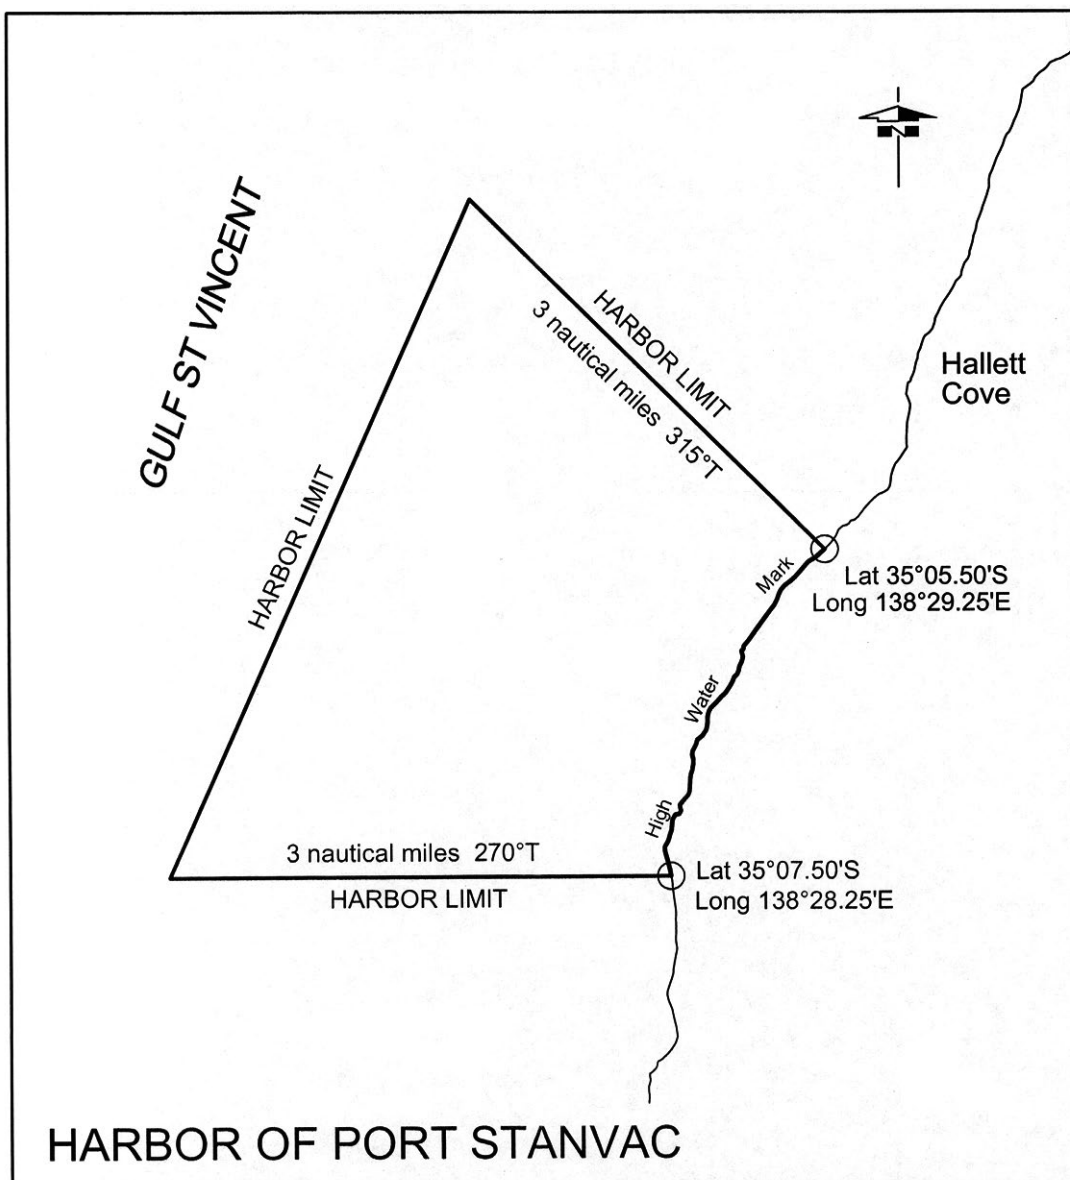 N
GULF ST VINCENT
HARBOR LIMIT
3 nautical miles 315°T
Hallett
Cove
HARBOR LIMIT
Lat 35°05.50'S
Long 138°29.25'E
High Water Mark
3 nautical miles 270°T
HARBOR LIMIT
Lat 35°07.50'S
Long 138°28.25'E
HARBOR OF PORT STANVAC